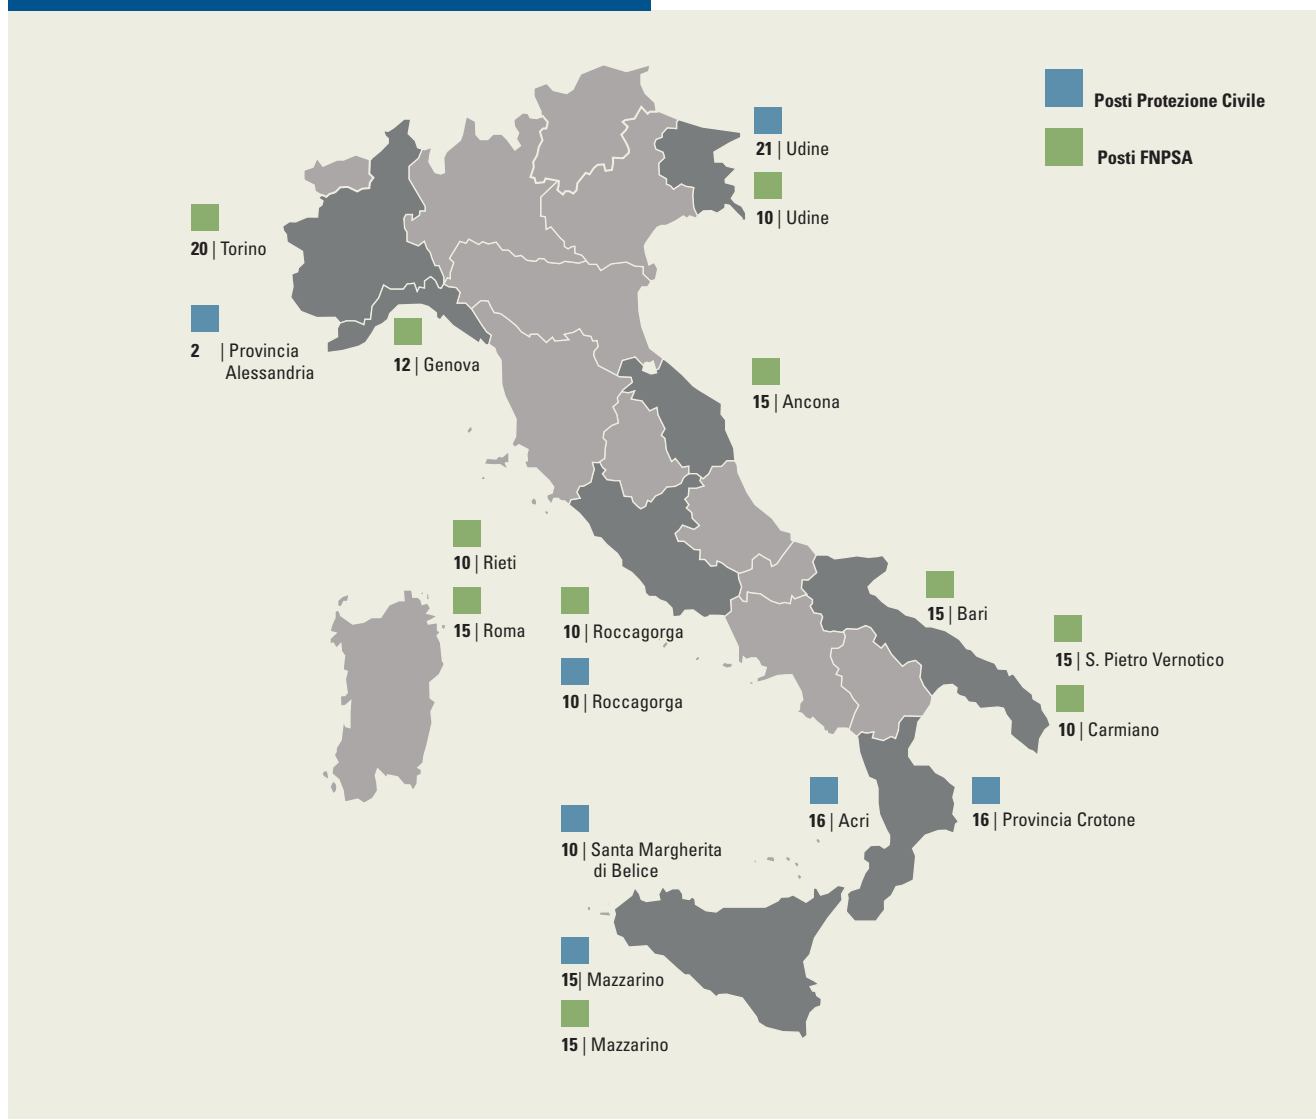 Posti Protezione Civile
Posti FNPSA
21 | Udine
10 | Udine
20 | Torino
2 | Provincia
Alessandria
12 | Genova
15 | Ancona
10 | Rieti
15 | Roma
10 | Roccagorga
10 | Roccagorga
15 | Bari
15 | S. Pietro Vernotico
10 | Carmiano
16 | Acri
16 | Provincia Crotone
10 | Santa Margherita
di Belice
15| Mazzarino
15 | Mazzarino